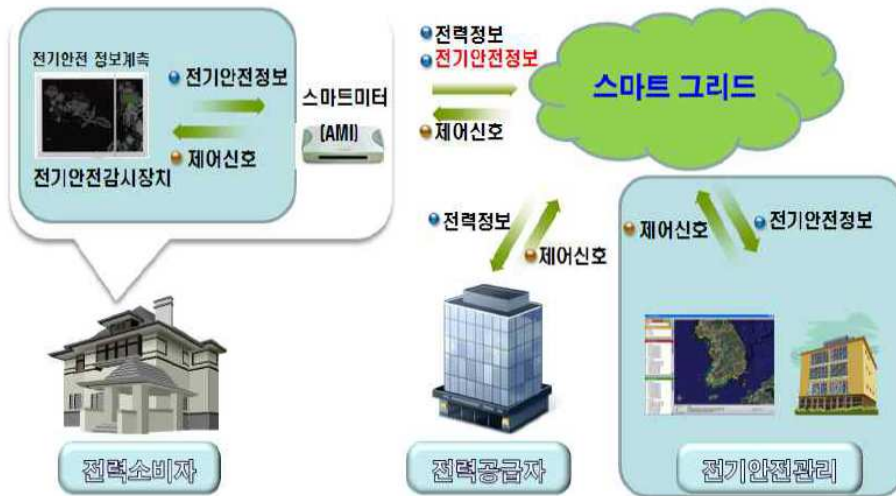 전기안전 정보계측
전기안전정보
스마트미터
(AMI)
제어신호
전기안전감시장치
전력정보
전기안전정보
제어신호
스마트 그리드
전력정보
제어신호
제어신호
전기안전정보
전력소비자
전력공급자
전기안전관리